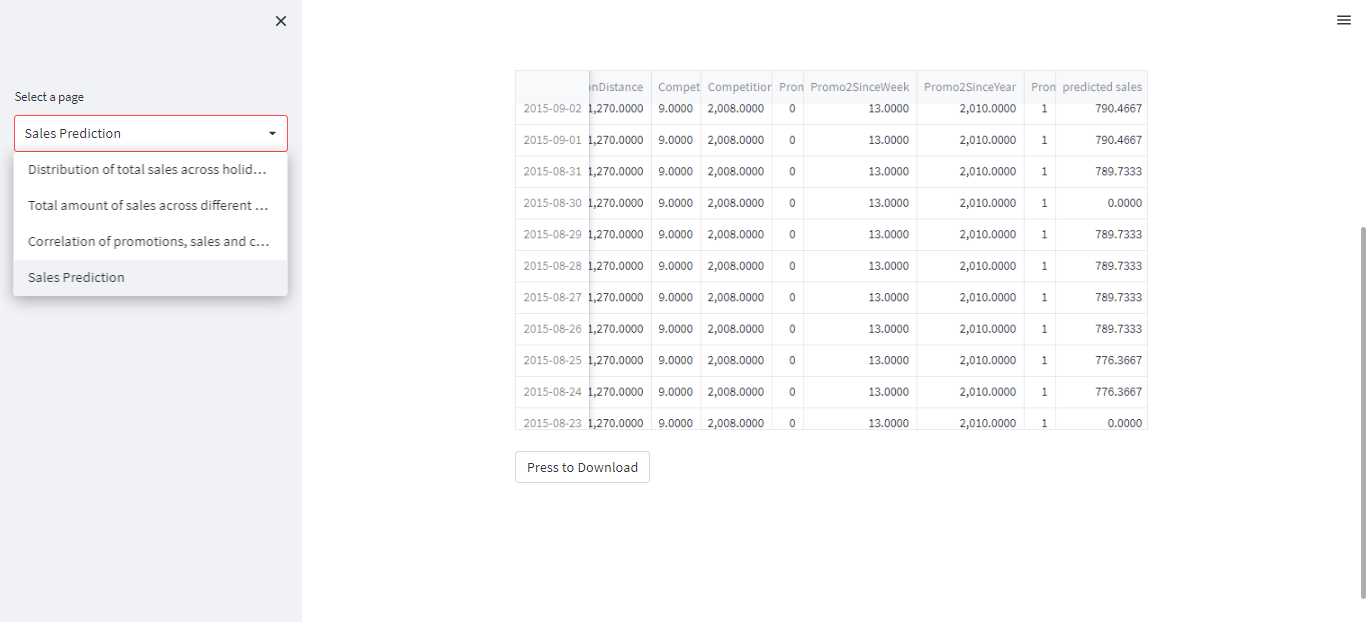 Select a page
Sales Prediction
Distribution of total sales across holid...
Total amount of sales across different ...
Correlation of promotions, sales and c...
Sales Prediction
nDistance Compet Competition Prom Promo2SinceWeek Promo2SinceYear Prom predicted sales
2015-09-02 1,270.0000 9.0000 2,008.0000 0 13.0000 2,010.0000 1 790.4667
2015-09-01 1,270.0000 9.0000 2,008.0000 0 13.0000 2,010.0000 1 790.4667
2015-08-31 1,270.0000 9.0000 2,008.0000 0 13.0000 2,010.0000 1 789.7333
2015-08-30 1,270.0000 9.0000 2,008.0000 0 13.0000 2,010.0000 1 0.0000
2015-08-29 1,270.0000 9.0000 2,008.0000 0 13.0000 2,010.0000 1 789.7333
2015-08-28 1,270.0000 9.0000 2,008.0000 0 13.0000 2,010.0000 1 789.7333
2015-08-27 1,270.0000 9.0000 2,008.0000 0 13.0000 2,010.0000 1 789.7333
2015-08-26 1,270.0000 9.0000 2,008.0000 0 13.0000 2,010.0000 1 789.7333
2015-08-25 1,270.0000 9.0000 2,008.0000 0 13.0000 2,010.0000 1 776.3667
2015-08-24 1,270.0000 9.0000 2,008.0000 0 13.0000 2,010.0000 1 776.3667
2015-08-23 1,270.0000 9.0000 2,008.0000 0 13.0000 2,010.0000 1 0.0000
Press to Download